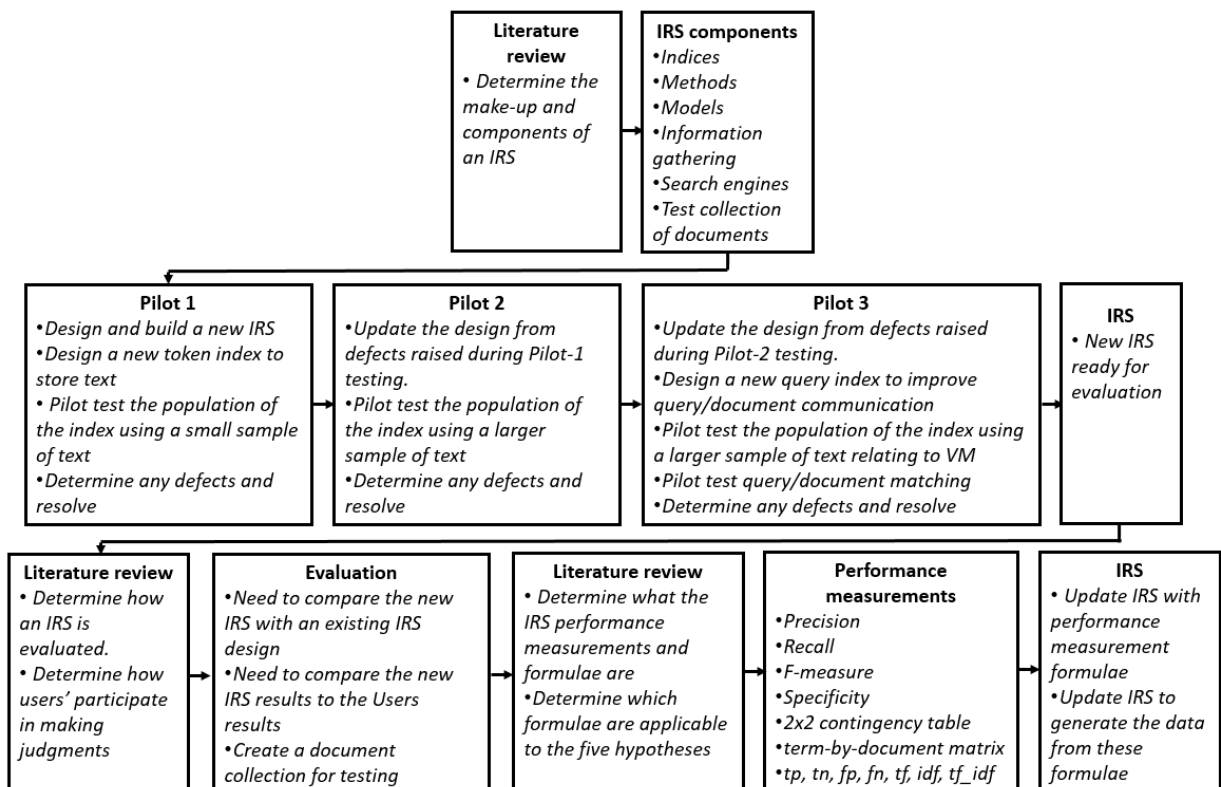 Literature
review
• Determine the
make-up and
components of
an IRS
IRS components
•Indices
•Methods
•Models
•Information
gathering
•Search engines
•Test collection
of documents
Pilot 1
•Design and build a new IRS
•Design a new token index to
store text
• Pilot test the population of
the index using a small sample
of text
•Determine any defects and
resolve
Pilot 2
•Update the design from
defects raised during Pilot-1
testing.
•Pilot test the population of
the index using a larger
sample of text
•Determine any defects and
resolve
Pilot 3
•Update the design from defects raised
during Pilot-2 testing.
•Design a new query index to improve
query/document communication
•Pilot test the population of the index using
a larger sample of text relating to VM
•Pilot test query/document matching
•Determine any defects and resolve
IRS
• New IRS
ready for
evaluation
Literature review
• Determine how
an IRS is
evaluated.
• Determine how
users’ participate
in making
judgments
Evaluation
•Need to compare the new
IRS with an existing IRS
design
•Need to compare the new
IRS results to the Users
results
•Create a document
collection for testing
Literature review
• Determine what the
IRS performance
measurements and
formulae are
•Determine which
formulae are applicable
to the five hypotheses
Performance
measurements
•Precision
•Recall
•F-measure
•Specificity
•2x2 contingency table
•term-by-document matrix
•tp, tn, fp, fn, tf, idf, tf_idf
IRS
• Update IRS with
performance
measurement
formulae
•Update IRS to
generate the data
from these
formulae